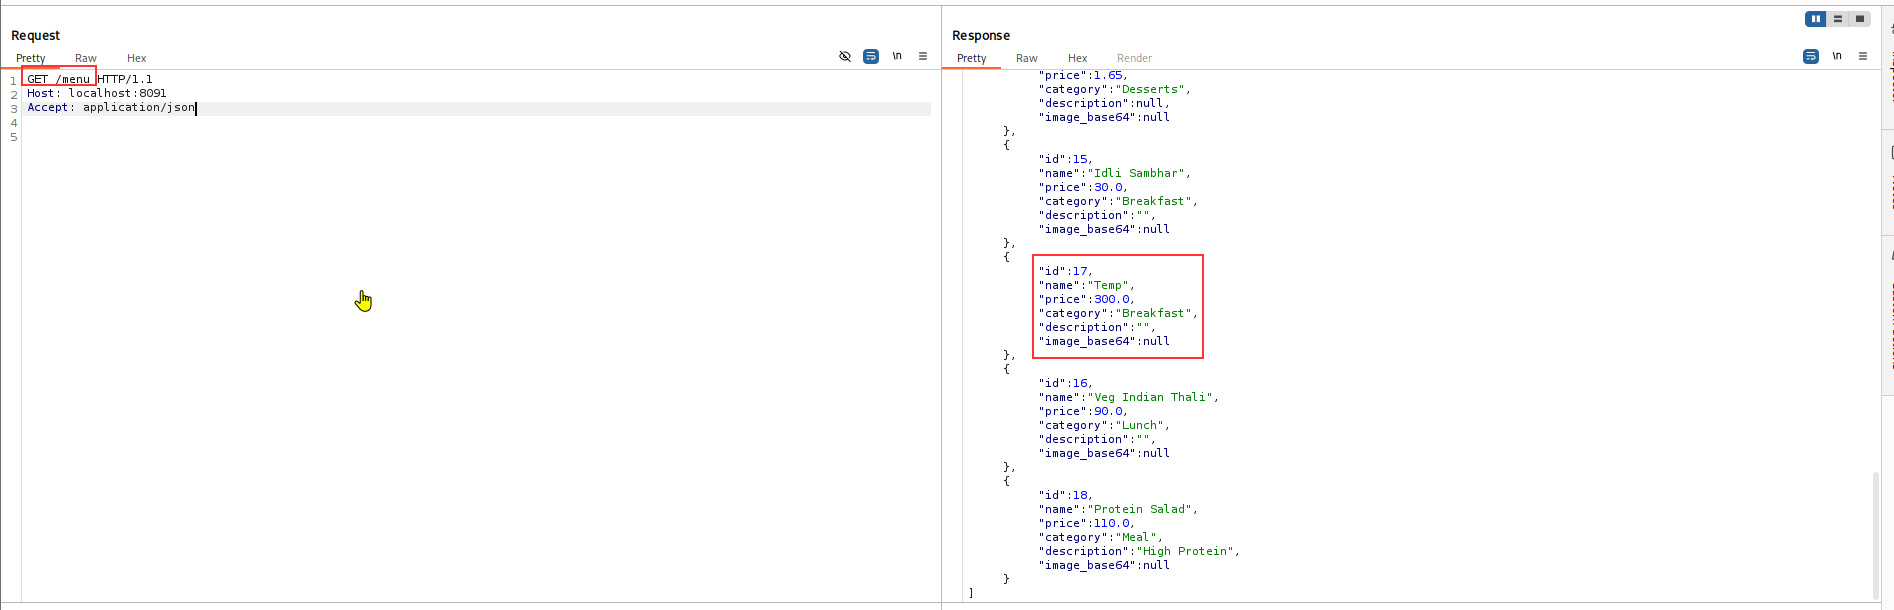 Request
Pretty Raw Hex
\n
1 GET /menu HTTP/1.1
2 Host: localhost:8091
3 Accept: application/json
4
5
Response
Pretty Raw Hex Render
\n
"price":1.65,
"category":"Desserts",
"description":null,
"image_base64":null
},
{
"id":15,
"name":"Idli Sambhar",
"price":30.0,
"category":"Breakfast",
"description":"",
"image_base64":null
},
{
"id":17,
"name":"Temp",
"price":300.0,
"category":"Breakfast",
"description":"",
"image_base64":null
},
{
"id":16,
"name":"Veg Indian Thali",
"price":90.0,
"category":"Lunch",
"description":"",
"image_base64":null
},
{
"id":18,
"name":"Protein Salad",
"price":110.0,
"category":"Meal",
"description":"High Protein",
"image_base64":null
}
]